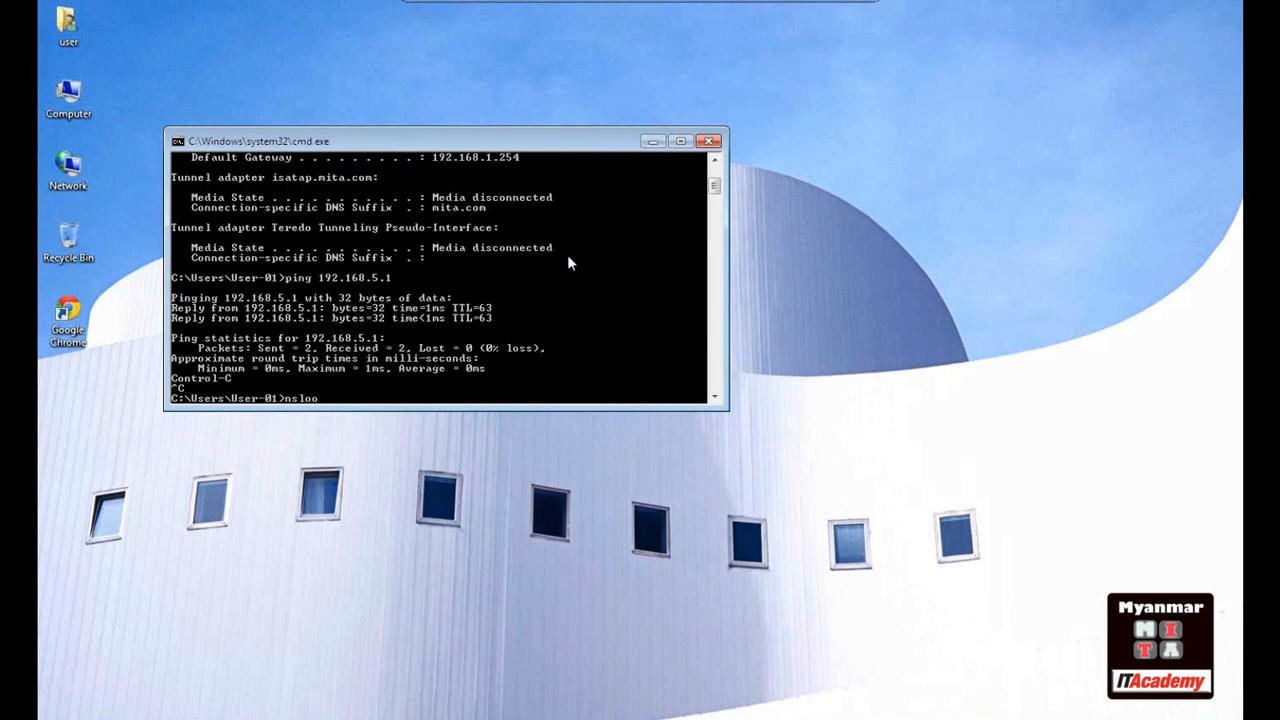 user
Computer
Network
Recycle Bin
Google
Chrome
C:\Windows\system32\cmd.exe
Default Gateway . . . . . . . . . : 192.168.1.254
Tunnel adapter isatap.mita.com:
Media State . . . . . . . . . . . : Media disconnected
Connection-specific DNS Suffix  . : mita.com
Tunnel adapter Teredo Tunneling Pseudo-Interface:
Media State . . . . . . . . . . . : Media disconnected
Connection-specific DNS Suffix  . :
C:\Users\User-01>ping 192.168.5.1
Pinging 192.168.5.1 with 32 bytes of data:
Reply from 192.168.5.1: bytes=32 time=1ms TTL=63
Reply from 192.168.5.1: bytes=32 time<1ms TTL=63
Ping statistics for 192.168.5.1:
Packets: Sent = 2, Received = 2, Lost = 0 (0% loss),
Approximate round trip times in milli-seconds:
Minimum = 0ms, Maximum = 1ms, Average = 0ms
Control-C
^C
C:\Users\User-01>nsloo
Myanmar
MI
TA
ITAcademy